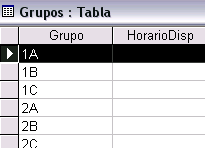 Grupos : Tabla
Grupo HorarioDisp
1A
1B
1C
2A
2B
2C